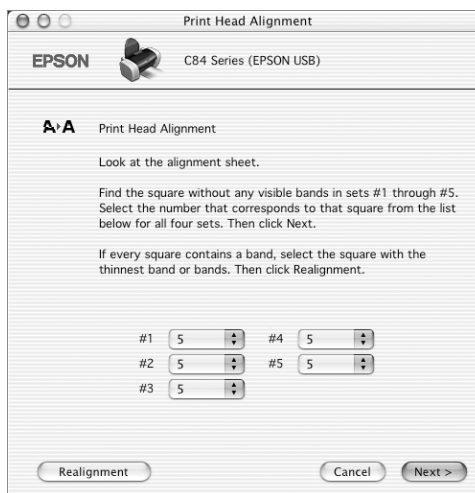 Print Head Alignment
EPSON
C84 Series (EPSON USB)
A▸A Print Head Alignment
Look at the alignment sheet.
Find the square without any visible bands in sets #1 through #5.
Select the number that corresponds to that square from the list
below for all four sets. Then click Next.
If every square contains a band, select the square with the
thinnest band or bands. Then click Realignment.
#1 5 #4 5
#2 5 #5 5
#3 5
Realignment Cancel Next >